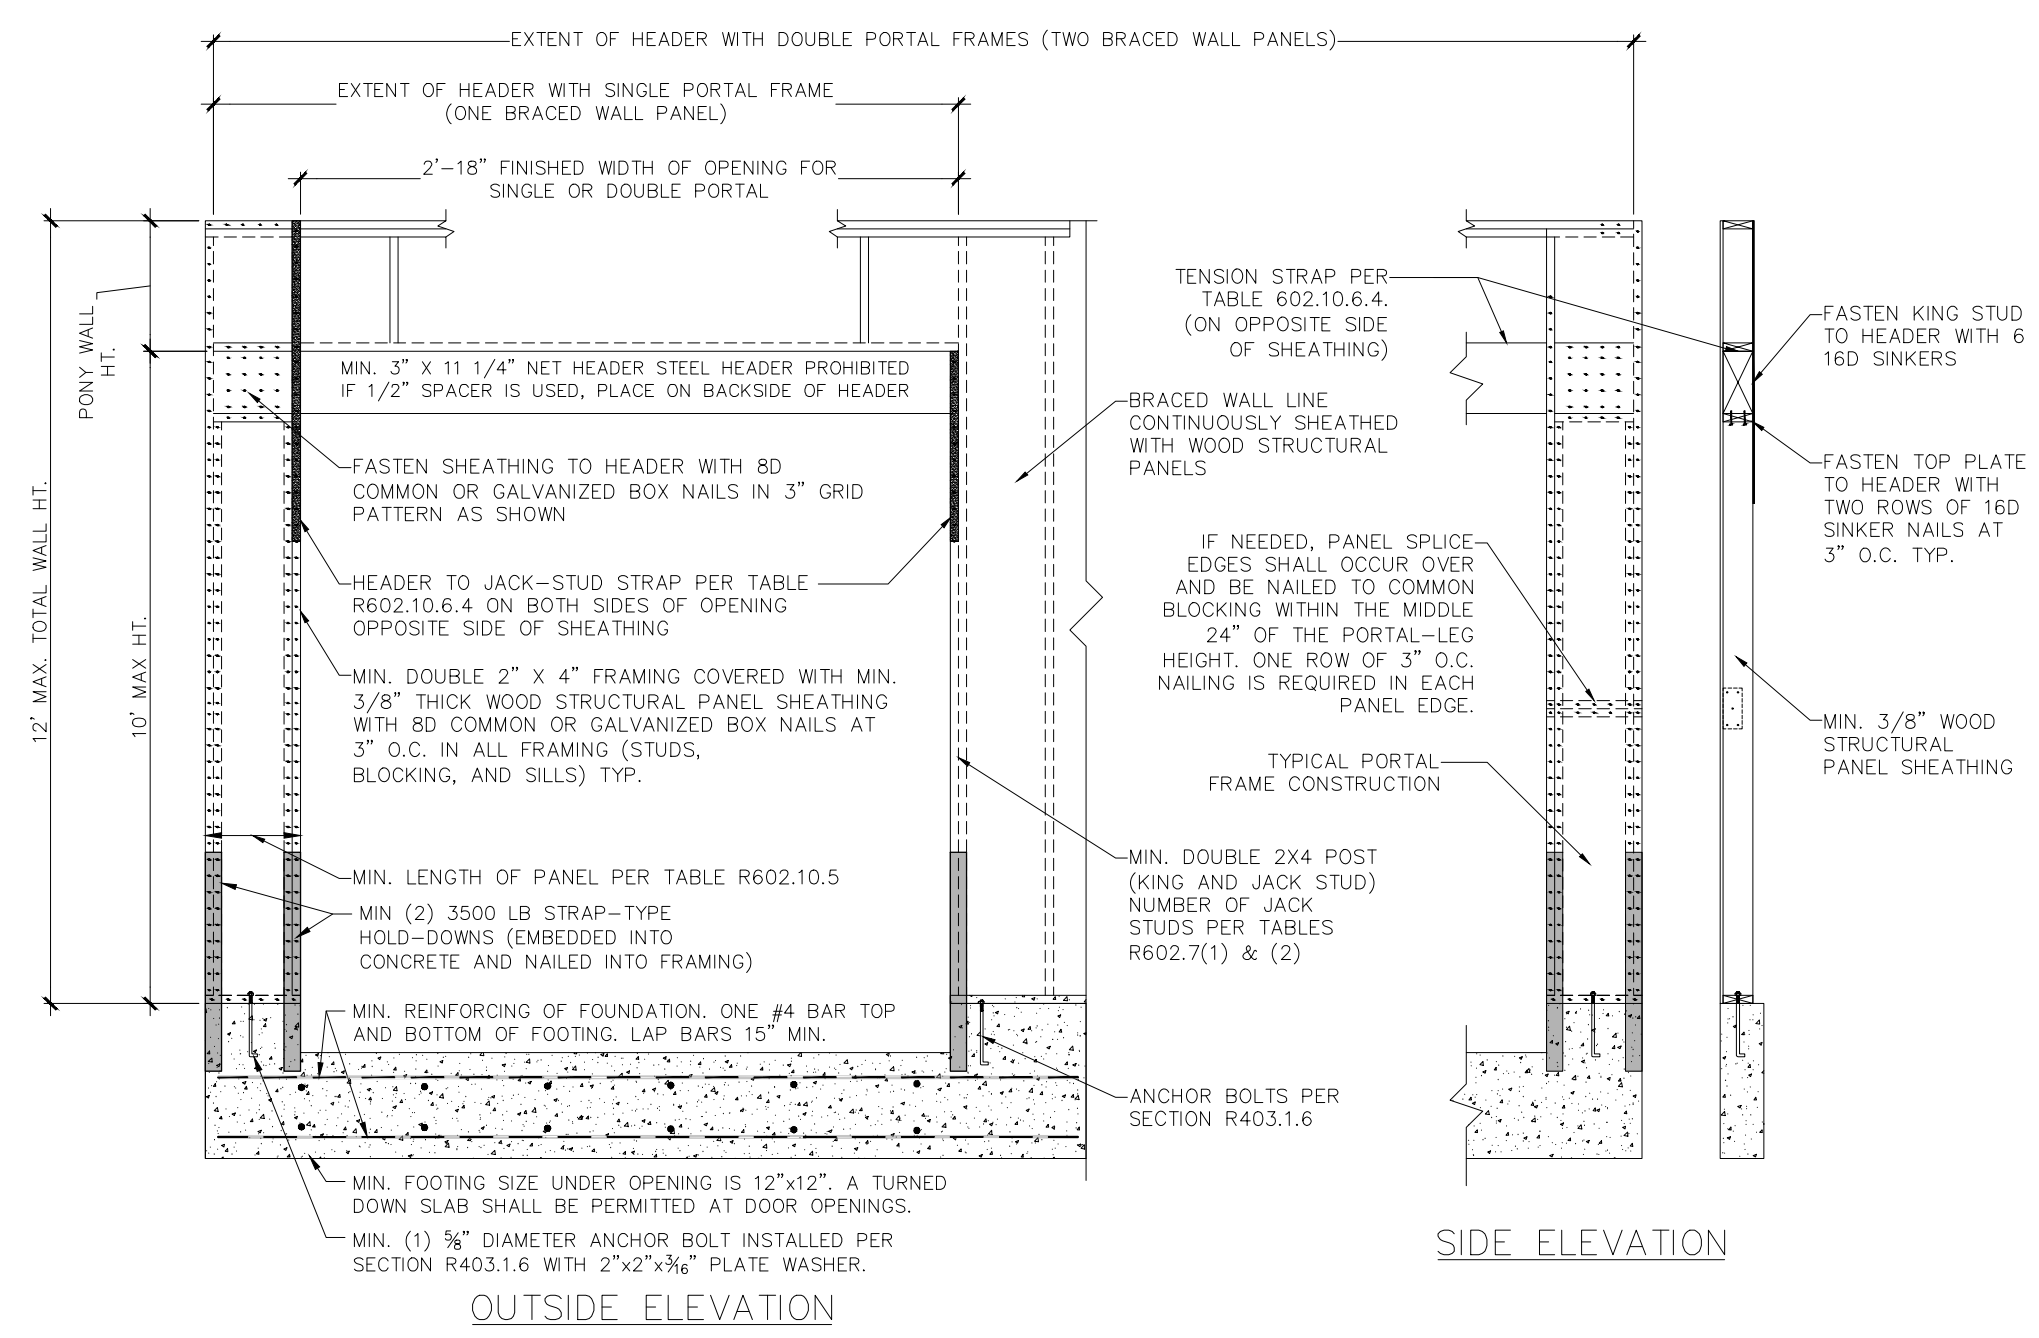 EXTENT OF HEADER WITH DOUBLE PORTAL FRAMES (TWO BRACED WALL PANELS)
EXTENT OF HEADER WITH SINGLE PORTAL FRAME
(ONE BRACED WALL PANEL)
2'-18" FINISHED WIDTH OF OPENING FOR
SINGLE OR DOUBLE PORTAL
12' MAX. TOTAL WALL HT.
PONY WALL
HT.
10' MAX HT.
MIN. 3" X 11 1/4" NET HEADER STEEL HEADER PROHIBITED
IF 1/2" SPACER IS USED, PLACE ON BACKSIDE OF HEADER
FASTEN SHEATHING TO HEADER WITH 8D
COMMON OR GALVANIZED BOX NAILS IN 3" GRID
PATTERN AS SHOWN
HEADER TO JACK-STUD STRAP PER TABLE
R602.10.6.4 ON BOTH SIDES OF OPENING
OPPOSITE SIDE OF SHEATHING
MIN. DOUBLE 2" X 4" FRAMING COVERED WITH MIN.
3/8" THICK WOOD STRUCTURAL PANEL SHEATHING
WITH 8D COMMON OR GALVANIZED BOX NAILS AT
3" O.C. IN ALL FRAMING (STUDS,
BLOCKING, AND SILLS) TYP.
MIN. LENGTH OF PANEL PER TABLE R602.10.5
MIN (2) 3500 LB STRAP-TYPE
HOLD-DOWNS (EMBEDDED INTO
CONCRETE AND NAILED INTO FRAMING)
MIN. REINFORCING OF FOUNDATION. ONE #4 BAR TOP
AND BOTTOM OF FOOTING. LAP BARS 15" MIN.
MIN. FOOTING SIZE UNDER OPENING IS 12"x12". A TURNED
DOWN SLAB SHALL BE PERMITTED AT DOOR OPENINGS.
MIN. (1) 5/8" DIAMETER ANCHOR BOLT INSTALLED PER
SECTION R403.1.6 WITH 2"x2"x3/16" PLATE WASHER.
OUTSIDE ELEVATION
TENSION STRAP PER
TABLE 602.10.6.4.
(ON OPPOSITE SIDE
OF SHEATHING)
BRACED WALL LINE
CONTINUOUSLY SHEATHED
WITH WOOD STRUCTURAL
PANELS
IF NEEDED, PANEL SPLICE
EDGES SHALL OCCUR OVER
AND BE NAILED TO COMMON
BLOCKING WITHIN THE MIDDLE
24" OF THE PORTAL-LEG
HEIGHT. ONE ROW OF 3" O.C.
NAILING IS REQUIRED IN EACH
PANEL EDGE.
TYPICAL PORTAL
FRAME CONSTRUCTION
MIN. DOUBLE 2X4 POST
(KING AND JACK STUD)
NUMBER OF JACK
STUDS PER TABLES
R602.7(1) & (2)
ANCHOR BOLTS PER
SECTION R403.1.6
FASTEN KING STUD
TO HEADER WITH 6
16D SINKERS
FASTEN TOP PLATE
TO HEADER WITH
TWO ROWS OF 16D
SINKER NAILS AT
3" O.C. TYP.
MIN. 3/8" WOOD
STRUCTURAL
PANEL SHEATHING
SIDE ELEVATION